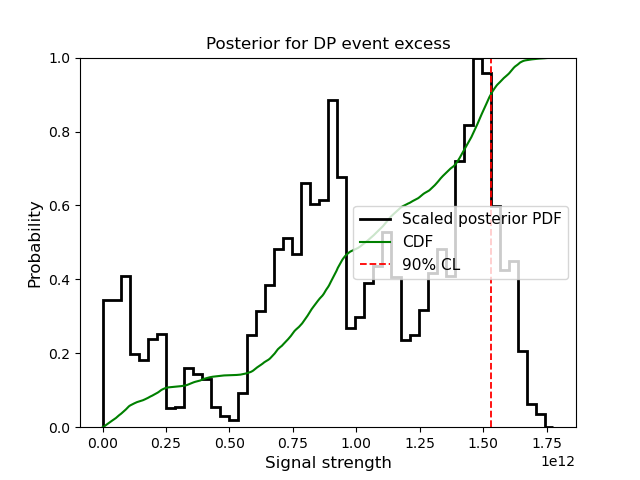 Posterior for DP event excess
1.0
0.8
0.6
0.4
0.2
0.0
Probability
Scaled posterior PDF
CDF
90% CL
0.00 0.25 0.50 0.75 1.00 1.25 1.50 1.75
1e12
Signal strength